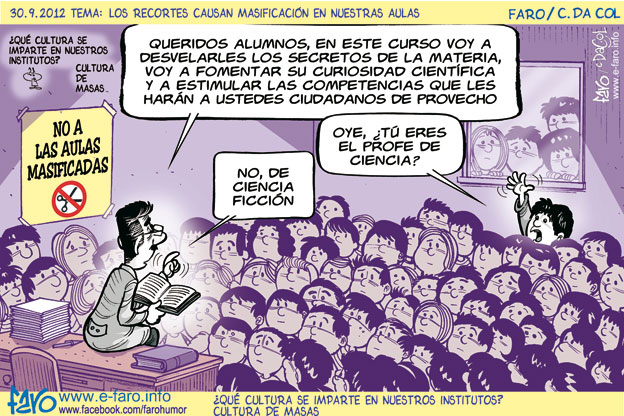 30.9.2012 TEMA: LOS RECORTES CAUSAN MASIFICACIÓN EN NUESTRAS AULAS
FARO/C. DA COL
¿QUÉ CULTURA SE
IMPARTE EN NUESTROS
INSTITUTOS?
CULTURA
DE
MASAS..
QUERIDOS ALUMNOS, EN ESTE CURSO VOY A
DESVELARLES LOS SECRETOS DE LA MATERIA,
VOY A FOMENTAR SU CURIOSIDAD CIENTÍFICA
Y A ESTIMULAR LAS COMPETENCIAS QUE LES
HARÁN A USTEDES CIUDADANOS DE PROVECHO
FARO
C. DACOL
www.e-faro.info
NO A
LAS AULAS
MASIFICADAS
OYE, ¿TÚ ERES
EL PROFE DE
CIENCIA?
NO, DE
CIENCIA
FICCIÓN
FARO
www.e-faro.info
www.facebook.com/farohumor
¿QUÉ CULTURA SE IMPARTE EN NUESTROS INSTITUTOS?
CULTURA DE MASAS